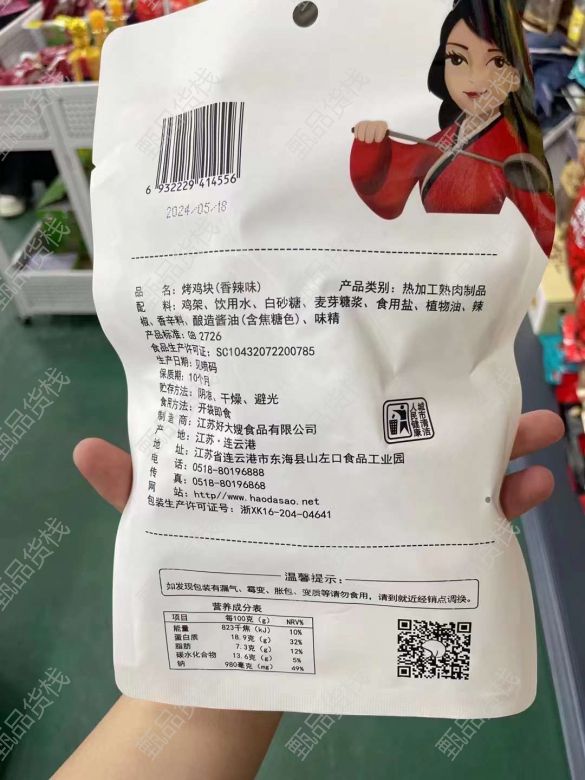 6 932229 414556
2024/05/18
品 名：烤鸡块(香辣味) 产品类别：热加工熟肉制品
配 料：鸡架、饮用水、白砂糖、麦芽糖浆、食用盐、植物油、辣
椒、香辛料、酿造酱油(含焦糖色)、味精
产品标准：GB 2726
食品生产许可证：SC10432072200785
生产日期：见喷码
保质期：10个月
贮存方法：阴凉、干燥、避光
食用方法：开袋即食
制 造 商：江苏好大嫂食品有限公司
产 地：江苏·连云港
地 址：江苏省连云港市东海县山左口食品工业园
电 话：0518-80196888
传 真：0518-80196868
网 站：http//www.haodasao.net
包装生产许可证号：浙XK16-204-04641
城市清洁
人民健康
温馨提示：
如发现包装有漏气、霉变、胀包、变质等请勿食用，请到就近经销点调换。
营养成分表
项目 每100克(g) NRV%
能量 823千焦(kJ) 10%
蛋白质 18.9克(g) 32%
脂肪 7.3克(g) 12%
碳水化合物 13.6克(g) 5%
钠 980毫克(mg) 49%
甄品货栈